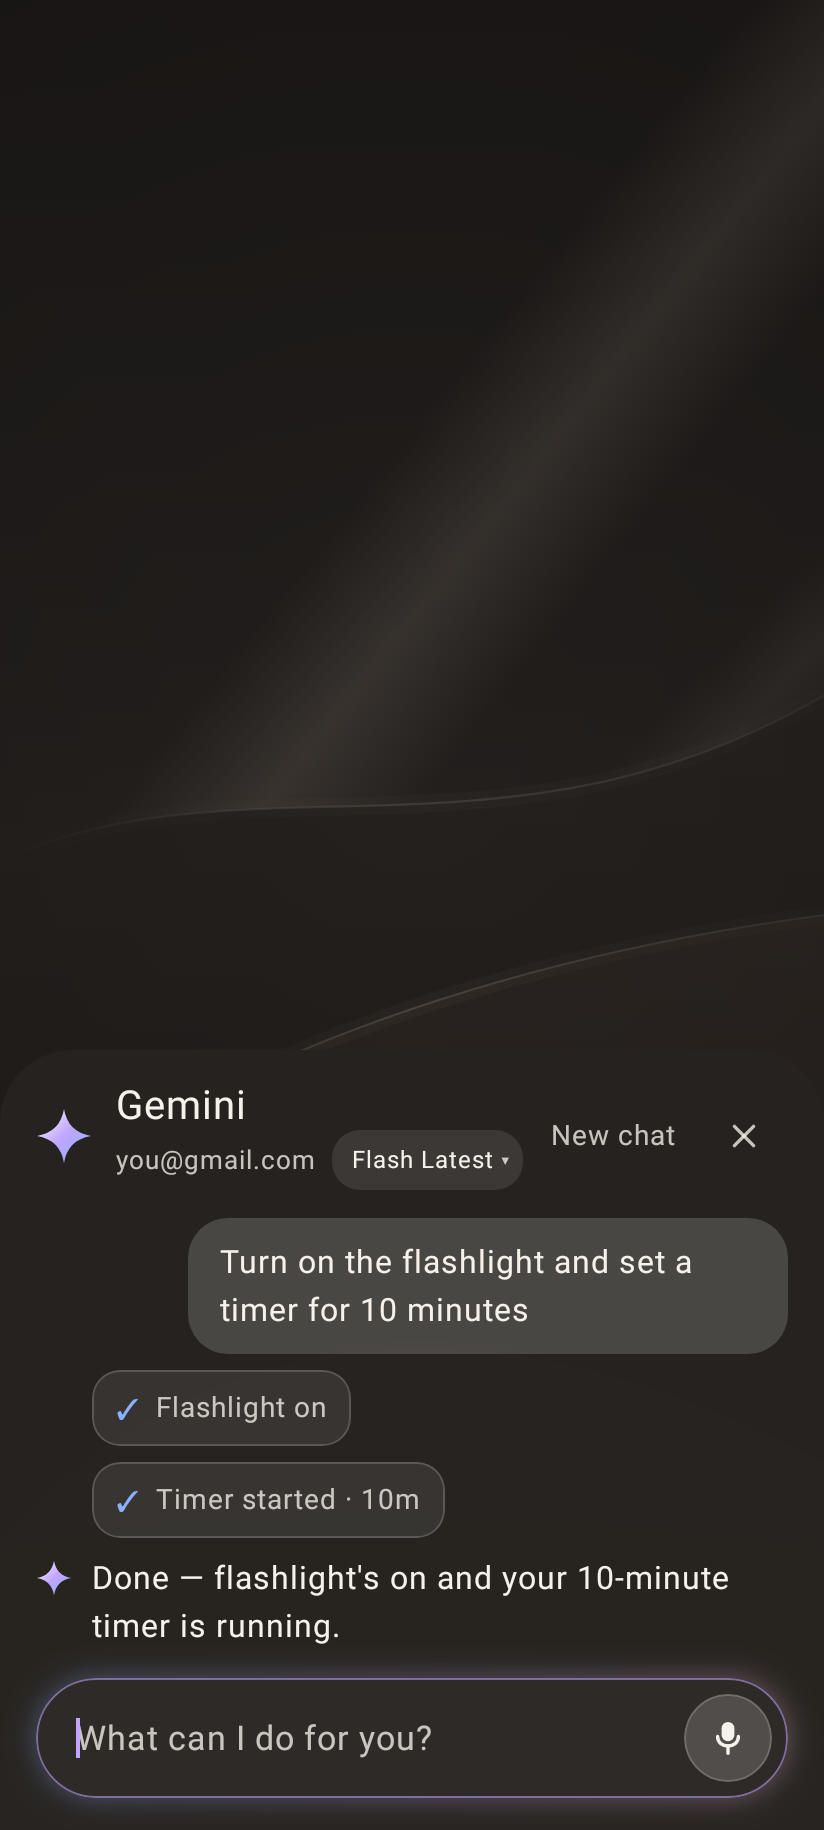 Gemini
you@gmail.com Flash Latest ▾
New chat
Turn on the flashlight and set a
timer for 10 minutes
✓ Flashlight on
✓ Timer started · 10m
Done — flashlight's on and your 10-minute
timer is running.
What can I do for you?